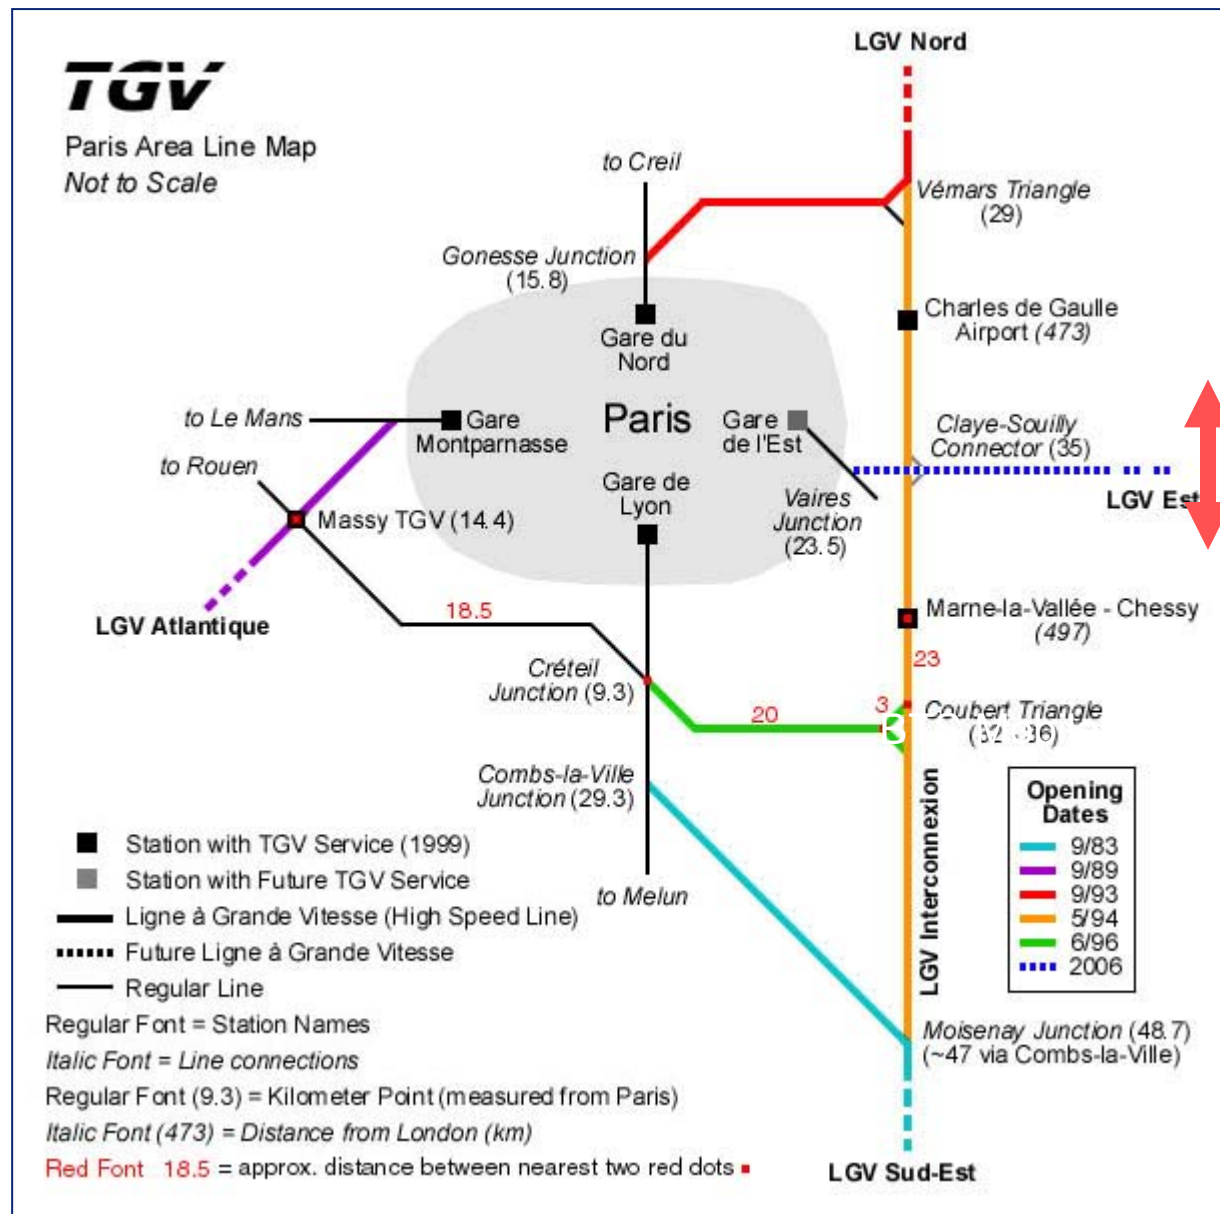 TGV
Paris Area Line Map
Not to Scale
LGV Nord
to Creil
Vémars Triangle
(29)
Gonesse Junction
(15.8)
Charles de Gaulle
Airport (473)
Gare du
Nord
to Le Mans
Gare
Montparnasse
Paris
Gare
de l'Est
Claye-Souilly
Connector (35)
to Rouen
Gare de
Lyon
Vaires
Junction
(23.5)
LGV Est
Massy TGV (14.4)
LGV Atlantique
18.5
Marne-la-Vallée - Chessy
(497)
23
Créteil
Junction (9.3)
20
3
Coubert Triangle
Combs-la-Ville
Junction (29.3)
to Melun
LGV Interconnexion
Opening
Dates
9/83
9/89
9/93
5/94
6/96
2006
Station with TGV Service (1999)
Station with Future TGV Service
Ligne à Grande Vitesse (High Speed Line)
Future Ligne à Grande Vitesse
Regular Line
Regular Font = Station Names
Italic Font = Line connections
Regular Font (9.3) = Kilometer Point (measured from Paris)
Italic Font (473) = Distance from London (km)
Red Font 18.5 = approx. distance between nearest two red dots
Moisenay Junction (48.7)
(~47 via Combs-la-Ville)
LGV Sud-Est